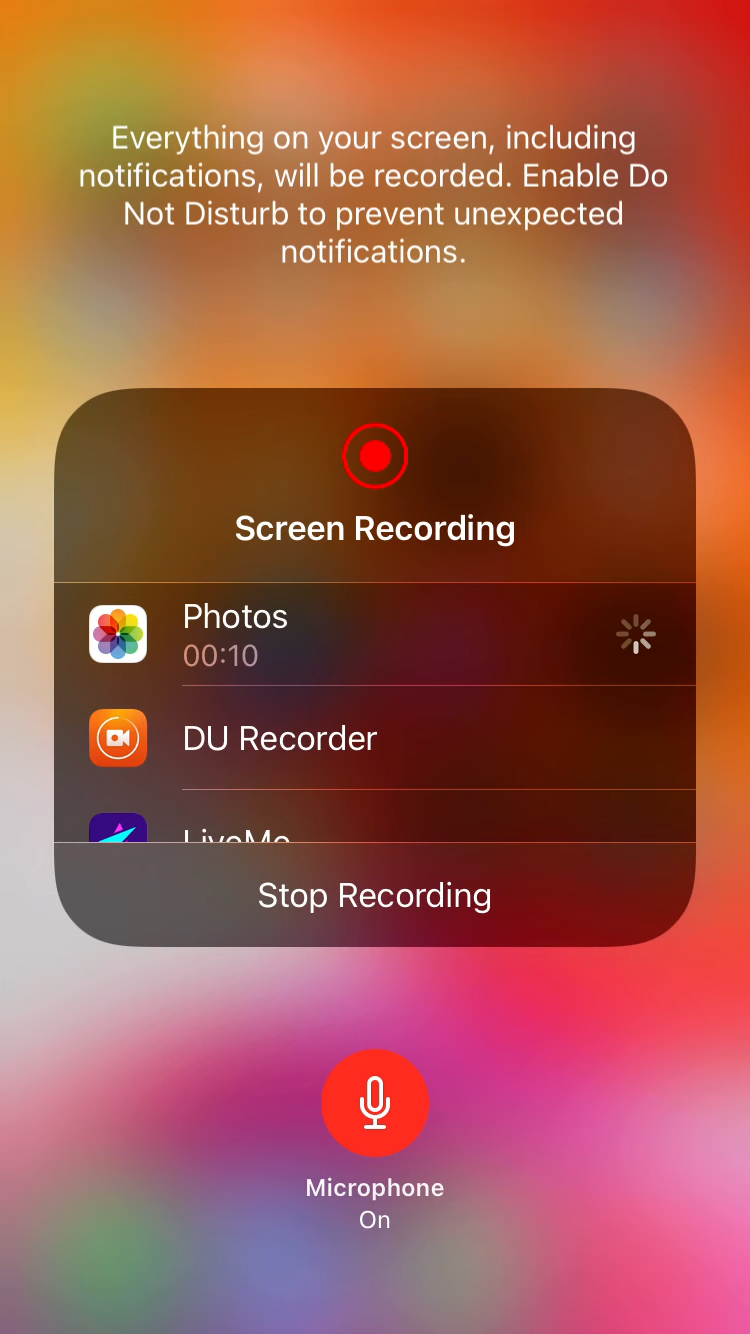 Everything on your screen, including
notifications, will be recorded. Enable Do
Not Disturb to prevent unexpected
notifications.
Screen Recording
Photos
00:10
DU Recorder
LiveMe
Stop Recording
Microphone
On